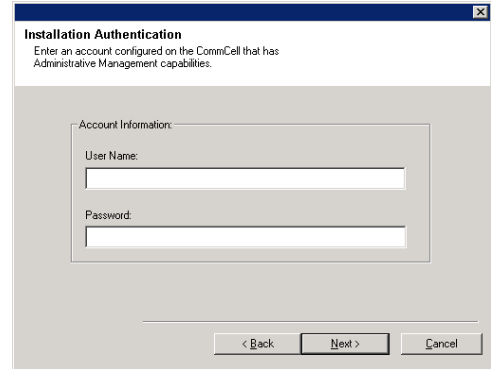 Installation Authentication
Enter an account configured on the CommCell that has
Administrative Management capabilities.
Account Information:
User Name:
Password:
< Back
Next >
Cancel